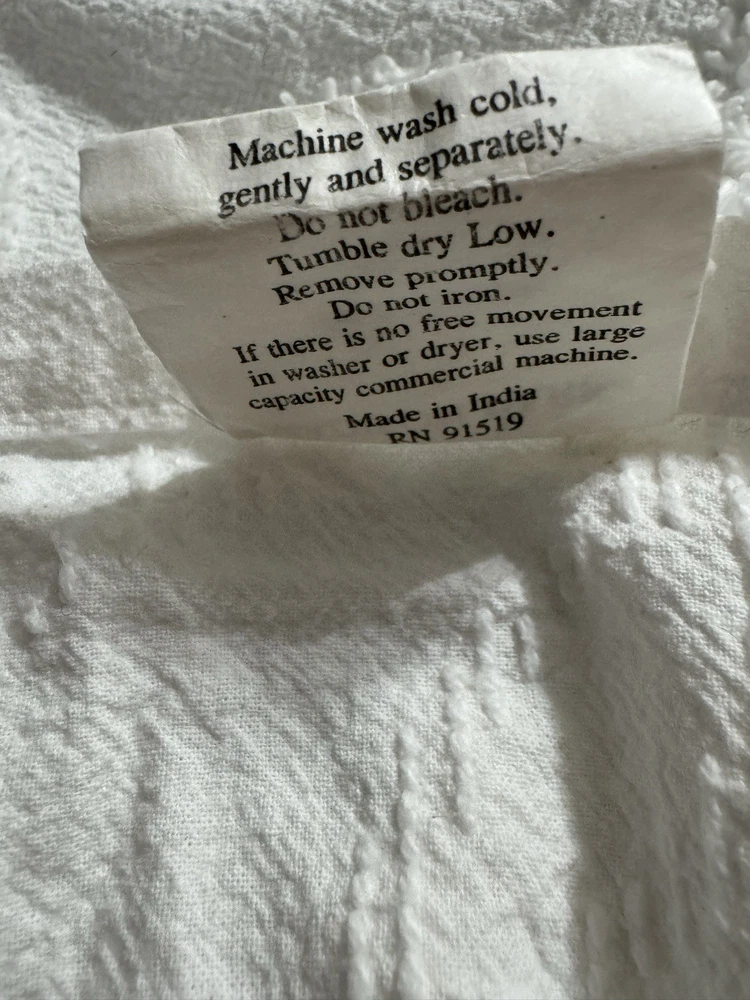 Machine wash cold,
gently and separately.
Do not bleach.
Tumble dry Low.
Remove promptly.
Do not iron.
If there is no free movement
in washer or dryer, use large
capacity commercial machine.
Made in India
RN 91519